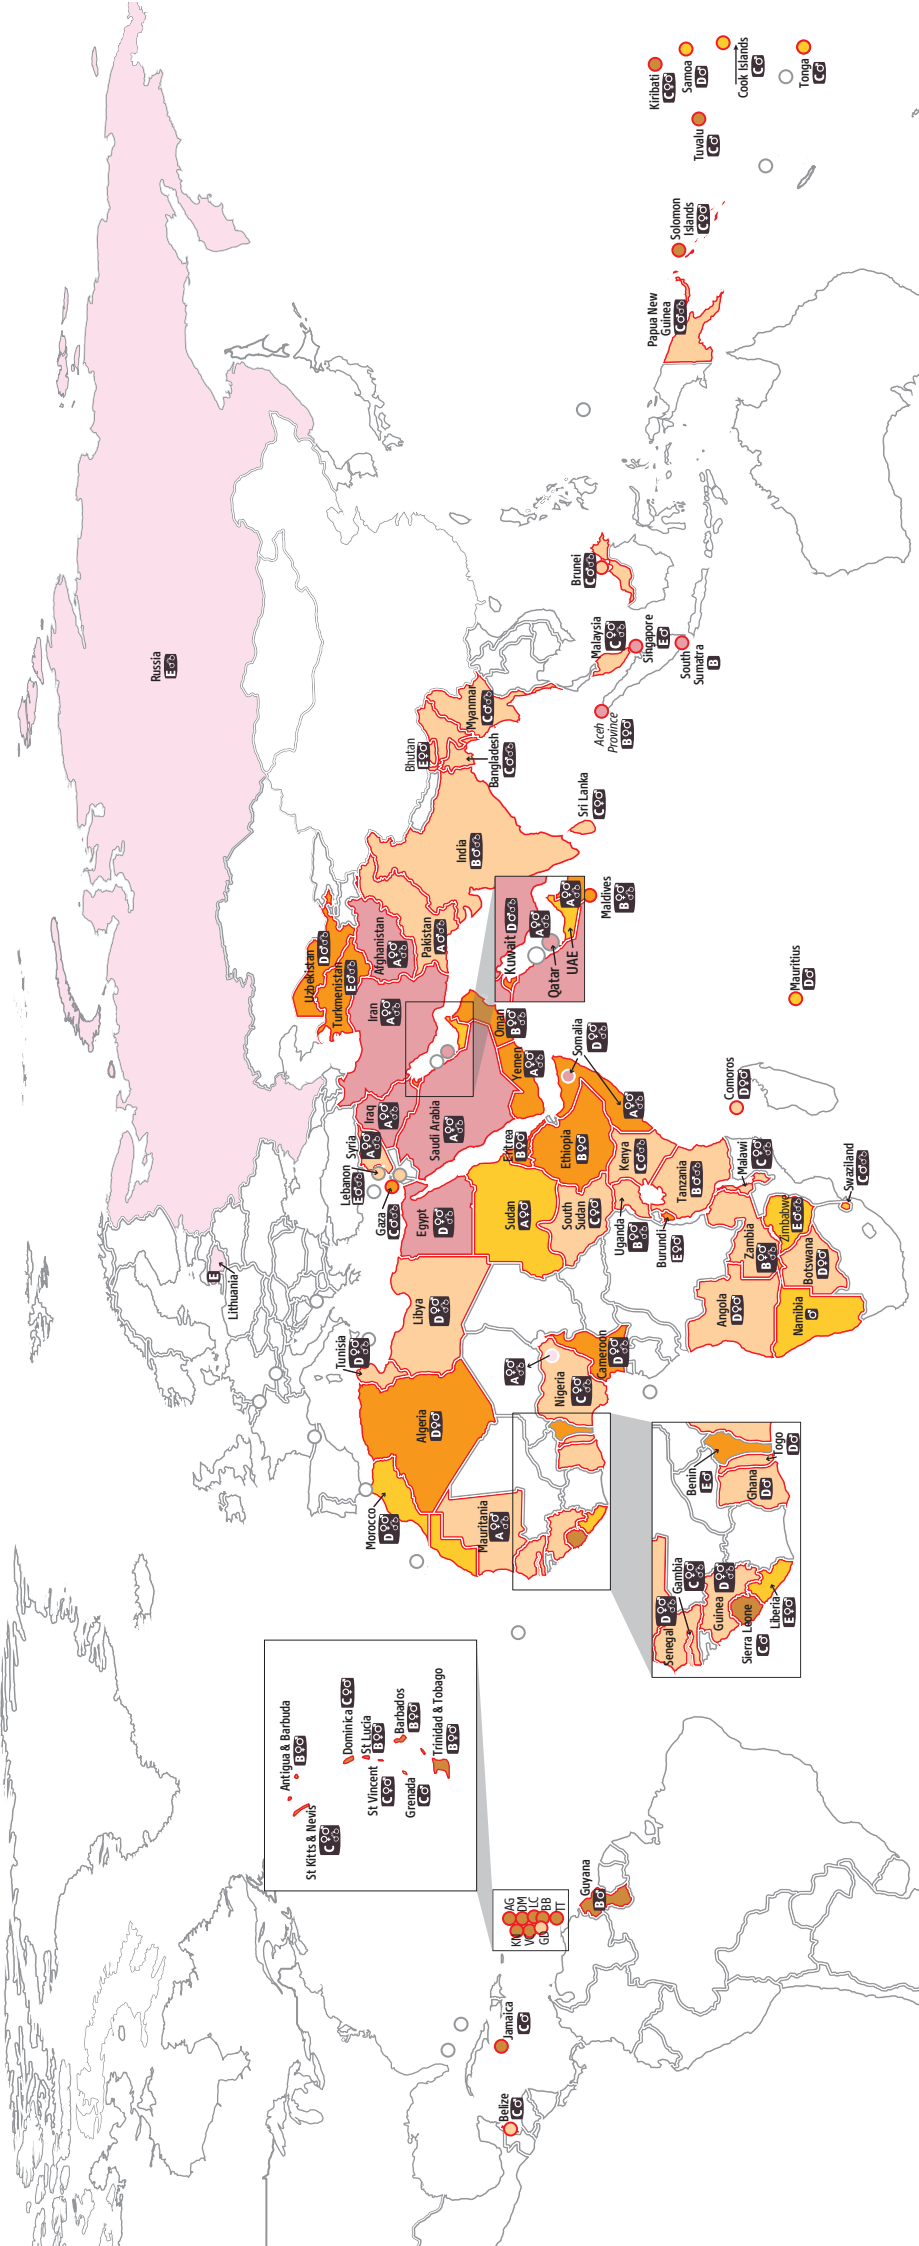 Kiribati
C♀♂
Samoa
D♂
Cook Islands
C♂
Tonga
C♂
Tuvalu
C♂
Solomon
Islands
C♀♂
Papua New
Guinea
C
Russia
E
Brunei
C
Malaysia
C♀♂
Singapore
E♂
South
Sumatra
B
Aceh
Province
B♀♂
Bhutan
E♀♂
Myanmar
C
Bangladesh
C
Sri Lanka
C♀♂
India
B
Maldives
B♀♂
Uzbekistan
D
Turkmenistan
E
Afghanistan
A♀♂
Pakistan
A
Iran
A♀♂
Kuwait D
A♀♂
Qatar
UAE
A♀♂
Oman
B♀♂
Yemen
A♀♂
Somalia
D♀♂
A♀♂
Mauritius
D♂
Comoros
D♀♂
Iraq
A♀♂
Syria
A♀♂
Lebanon
E
Gaza
C
Saudi Arabia
A♀♂
Eritrea
B♀♂
Ethiopia
B♀♂
Kenya
C
Tanzania
B
Malawi
C♀♂
Swaziland
C
Egypt
D♀♂
Sudan
A♀♂
South
Sudan
C♀♂
Uganda
B♀♂
Burundi
E♀♂
Zambia
B♀♂
Zimbabwe
E
Botswana
D♀♂
Angola
D♀♂
Namibia
♂
E
Lithuania
Libya
D♀♂
Tunisia
D♀♂
Algeria
D♀♂
A♀♂
Nigeria
C♀♂
Cameroon
D♀♂
Morocco
D♀♂
Mauritania
A♀♂
Benin
E♂
Togo
D♂
Ghana
D♂
Senegal
D♀♂
Gambia
C♀♂
Guinea
D♀♂
Sierra Leone
C♂
Liberia
E♀♂
Antigua & Barbuda
B♀♂
St Kitts & Nevis
C♀♂
Dominica C♀♂
St Lucia
B♀♂
Barbados
B♀♂
St Vincent
C♀♂
Grenada
C♂
Trinidad & Tobago
B♀♂
AG
DM
LC
BB
TT
GD
Guyana
B♂
Jamaica
C♂
Belize
C♂